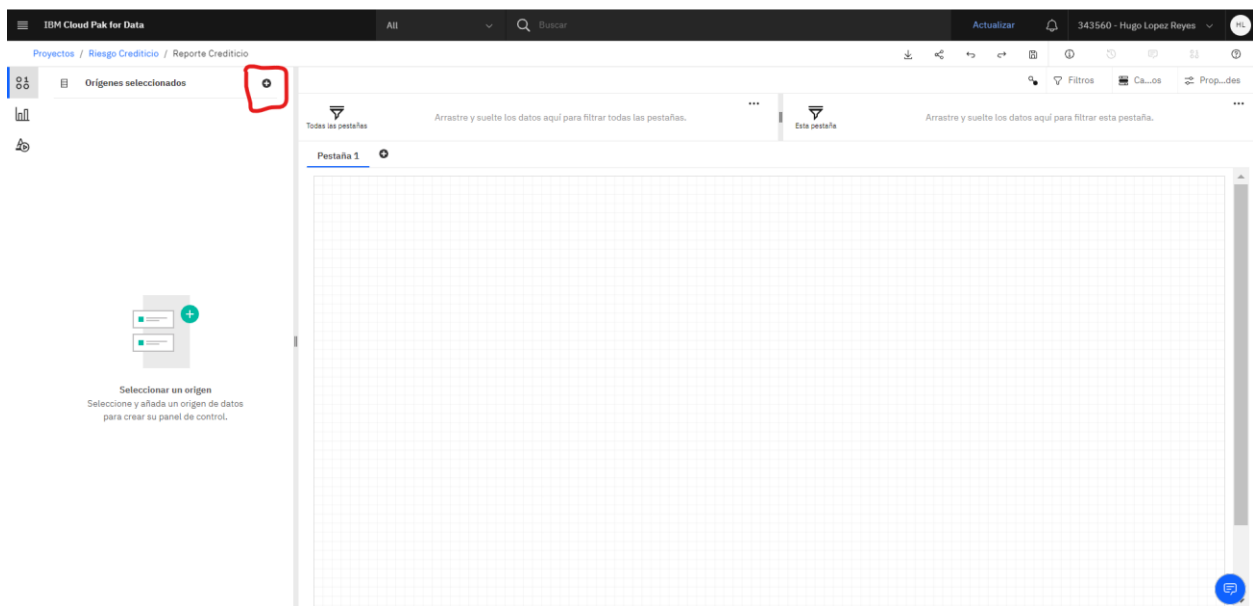 IBM Cloud Pak for Data
All
Buscar
Actualizar
343560 - Hugo Lopez Reyes
HL
Proyectos / Riesgo Crediticio / Reporte Crediticio
Orígenes seleccionados
Filtros
Ca...os
Prop...des
Todas las pestañas
Arrastre y suelte los datos aquí para filtrar todas las pestañas.
Esta pestaña
Arrastre y suelte los datos aquí para filtrar esta pestaña.
Pestaña 1
Seleccionar un origen
Seleccione y añada un origen de datos
para crear su panel de control.